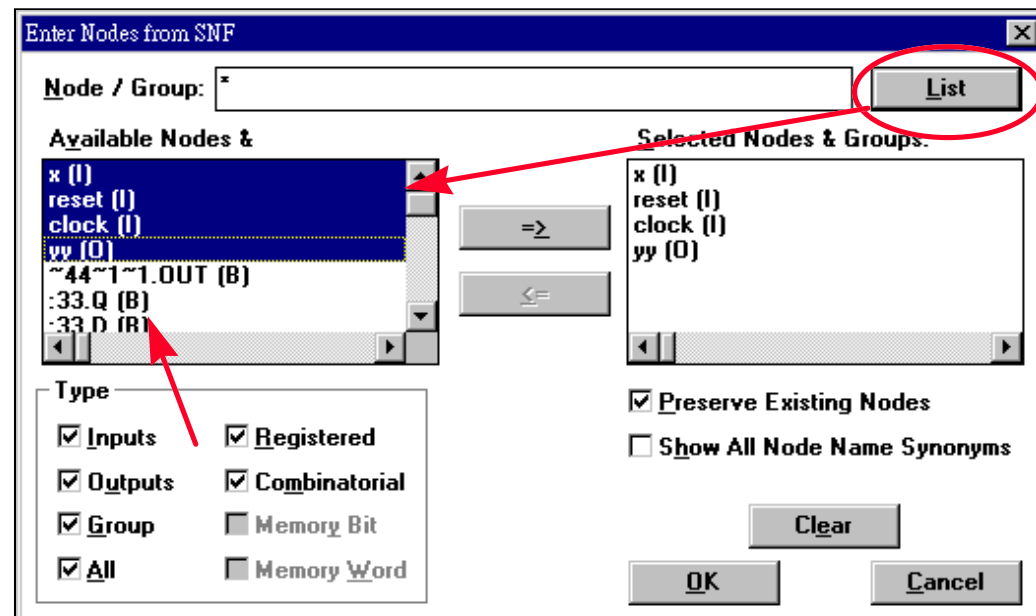 Enter Nodes from SNF
Node / Group: * List
Available Nodes &
x (I)
reset (I)
clock (I)
yy (O)
~44~1~1.OUT (B)
:33.Q (B)
:33.D (B)
=>
<=
Selected Nodes & Groups:
x (I)
reset (I)
clock (I)
yy (O)
Type
Inputs Registered
Outputs Combinatorial
Group Memory Bit
All Memory Word
Preserve Existing Nodes
Show All Node Name Synonyms
Clear
OK Cancel